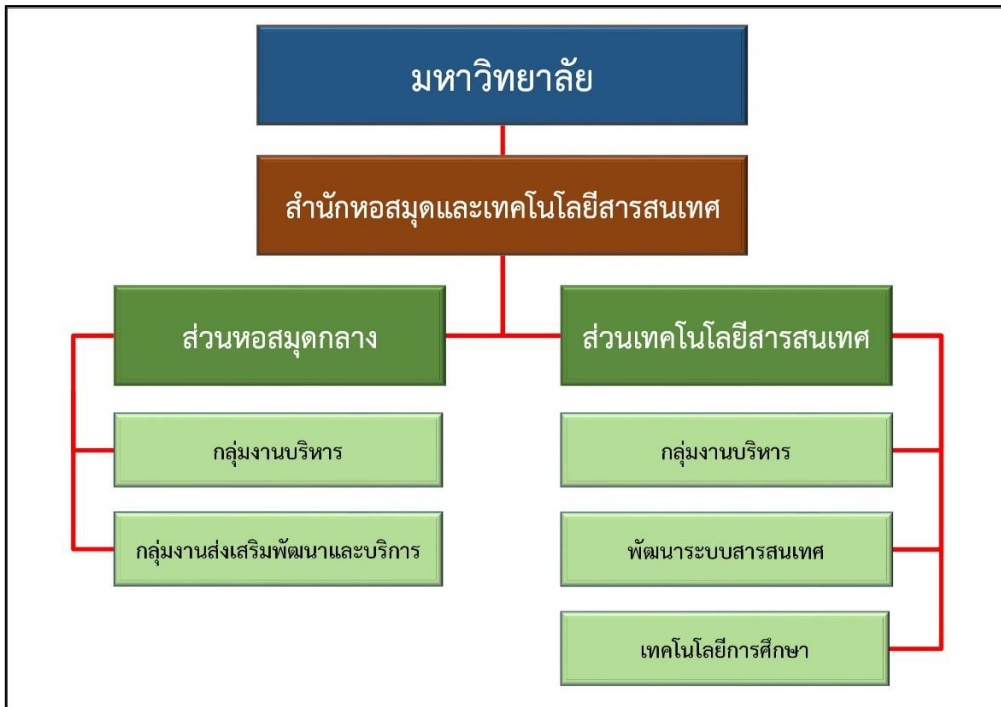 มหาวิทยาลัย
สำนักหอสมุดและเทคโนโลยีสารสนเทศ
ส่วนหอสมุดกลาง
ส่วนเทคโนโลยีสารสนเทศ
กลุ่มงานบริหาร
กลุ่มงานบริหาร
กลุ่มงานส่งเสริมพัฒนาและบริการ
พัฒนาระบบสารสนเทศ
เทคโนโลยีการศึกษา